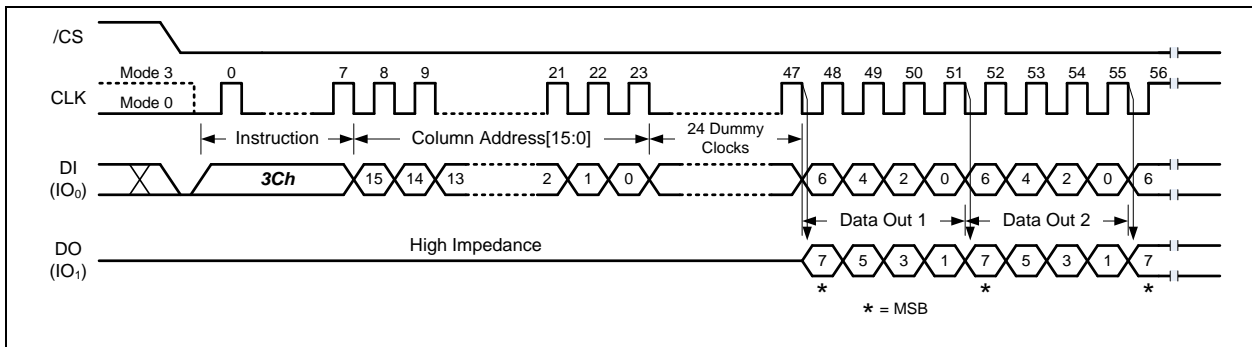 /CS
Mode 3 0 7 8 9 21 22 23 47 48 49 50 51 52 53 54 55 56
CLK
Mode 0
Instruction Column Address[15:0] 24 Dummy
Clocks
DI
(IO0)
3Ch 15 14 13 2 1 0 6 4 2 0 6 4 2 0 6
Data Out 1 Data Out 2
DO
(IO1)
High Impedance
7 5 3 1 7 5 3 1 7
* * *
* = MSB